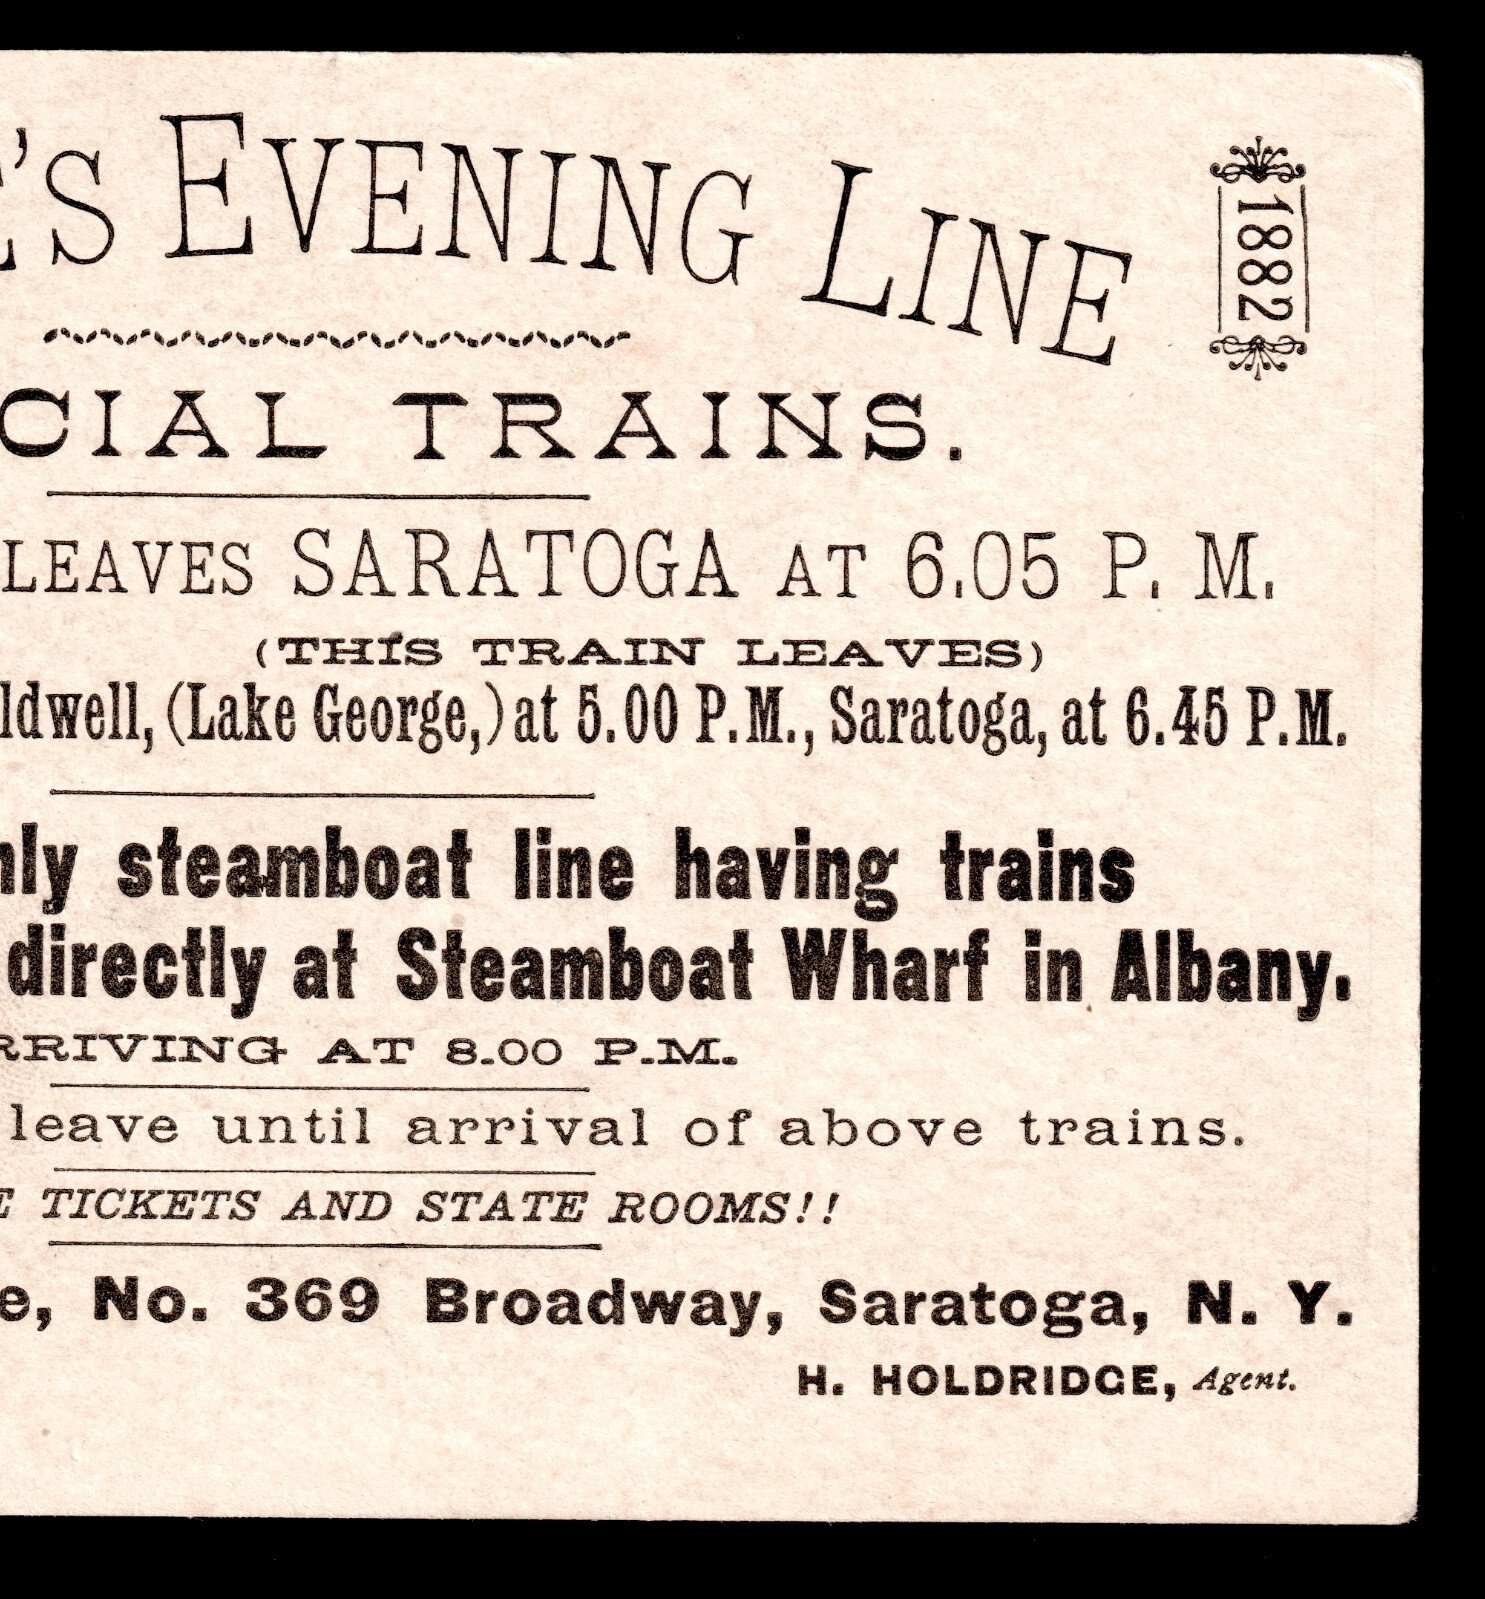 'S EVENING LINE
1882
CIAL TRAINS.
LEAVES SARATOGA AT 6.05 P. M.
(THIS TRAIN LEAVES)
ldwell, (Lake George,) at 5.00 P.M., Saratoga, at 6.45 P.M.
nly steamboat line having trains
directly at Steamboat Wharf in Albany.
RRIVING AT 8.00 P.M.
leave until arrival of above trains.
E TICKETS AND STATE ROOMS!!
e, No. 369 Broadway, Saratoga, N. Y.
H. HOLDRIDGE, Agent.